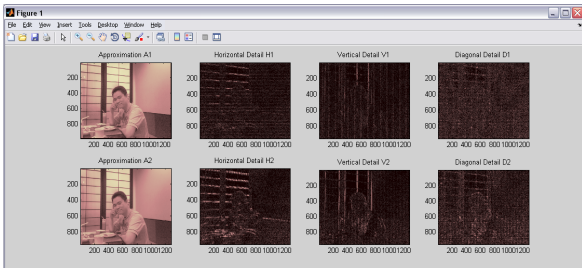 Figure 1
File Edit View Insert Tools Desktop Window Help
Approximation A1 Horizontal Detail H1 Vertical Detail V1 Diagonal Detail D1
200 200 200 200
400 400 400 400
600 600 600 600
800 800 800 800
200 400 600 800 10001200 200 400 600 800 10001200 200 400 600 800 10001200 200 400 600 800 10001200
Approximation A2 Horizontal Detail H2 Vertical Detail V2 Diagonal Detail D2
200 200 200 200
400 400 400 400
600 600 600 600
800 800 800 800
200 400 600 800 10001200 200 400 600 800 10001200 200 400 600 800 10001200 200 400 600 800 10001200